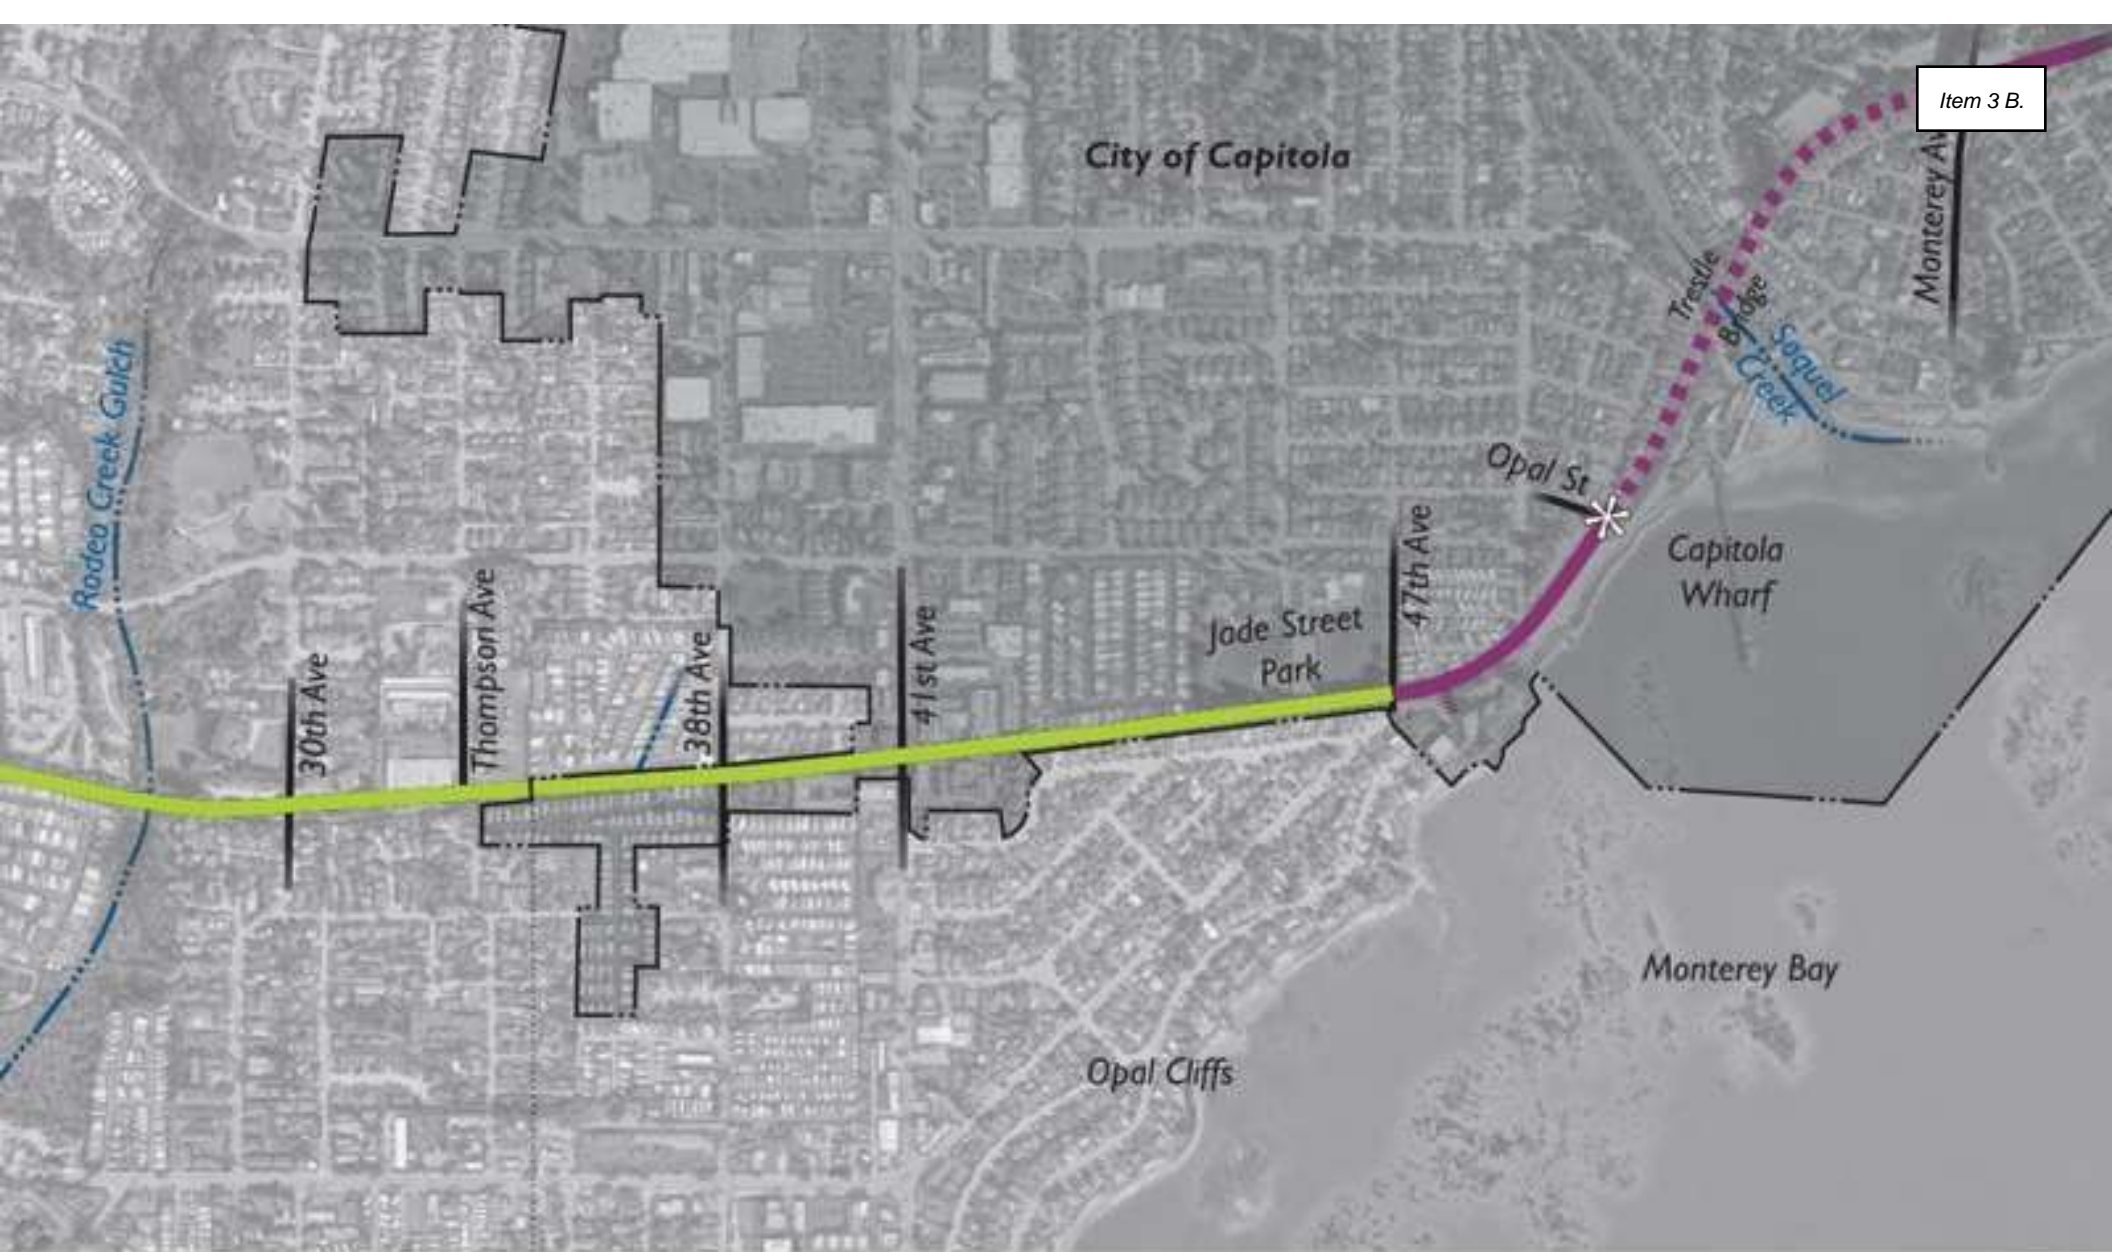 Item 3 B.
City of Capitola
Monterey Av
Trestle
Bridge
Soquel
Creek
Rodeo Creek Gulch
Opal St
47th Ave
Capitola
Wharf
Jade Street
Park
30th Ave
Thompson Ave
38th Ave
41st Ave
Monterey Bay
Opal Cliffs